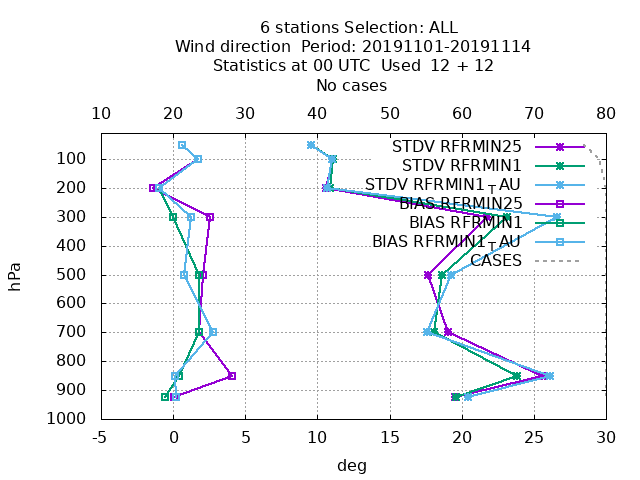 6 stations Selection: ALL
Wind direction  Period: 20191101-20191114
Statistics at 00 UTC  Used  12 + 12
No cases
10 20 30 40 50 60 70 80
STDV RFRMIN25
STDV RFRMIN1
STDV RFRMIN1TAU
BIAS RFRMIN25
BIAS RFRMIN1
BIAS RFRMIN1TAU
CASES
100
200
300
400
500
600
700
800
900
1000
hPa
-5 0 5 10 15 20 25 30
deg